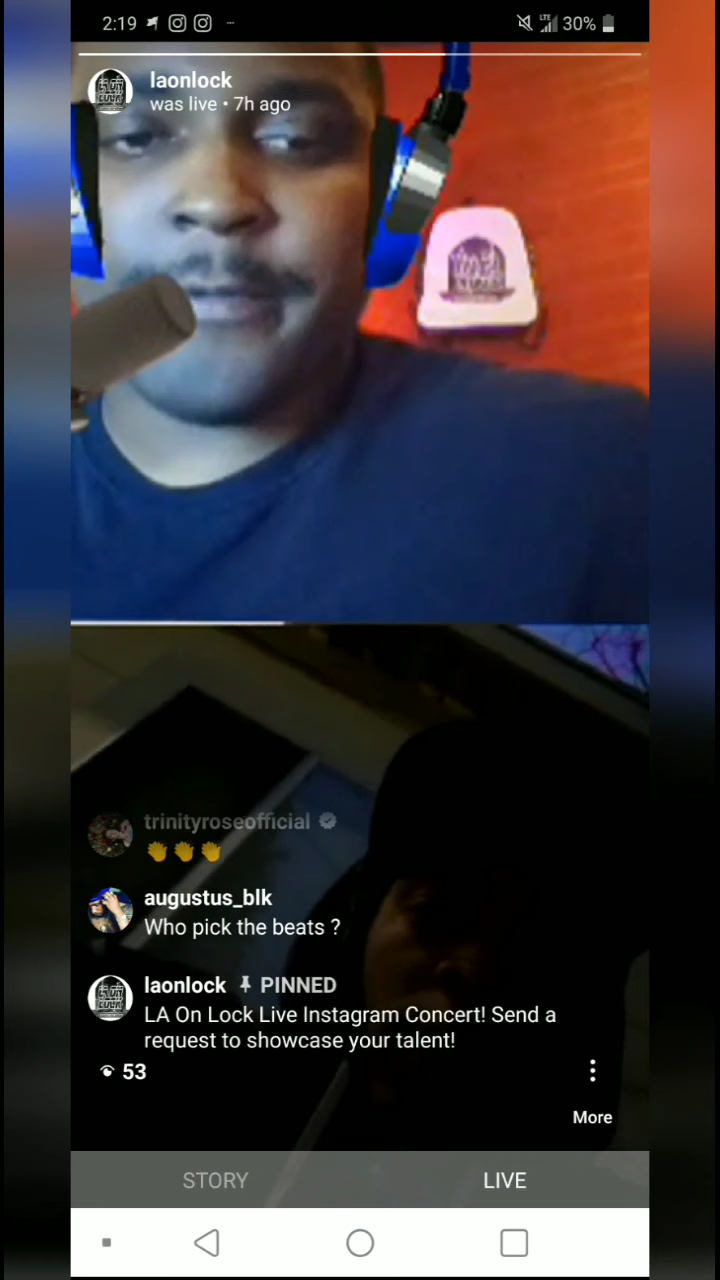 2:19
LTE
30%
laonlock
was live • 7h ago
trinityroseofficial
👏👏👏
augustus_blk
Who pick the beats ?
laonlock PINNED
LA On Lock Live Instagram Concert! Send a
request to showcase your talent!
53
More
STORY LIVE